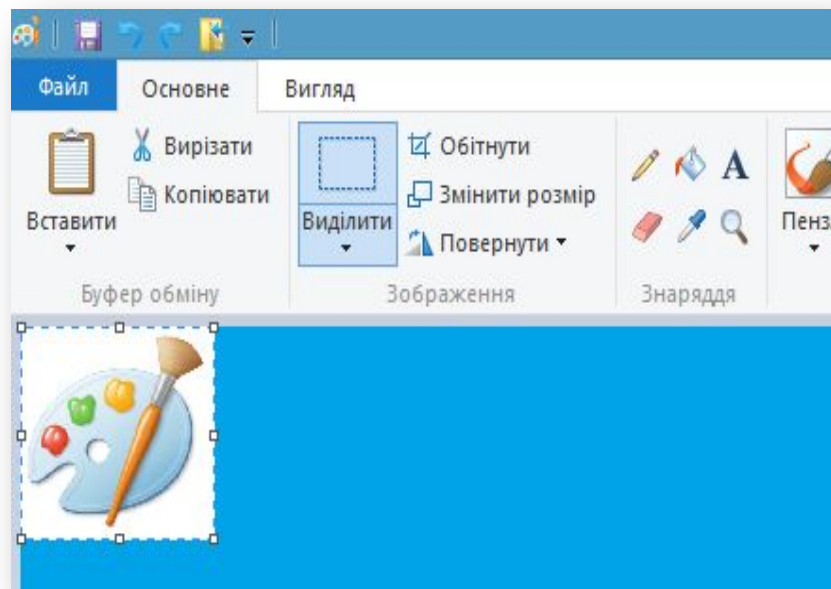 Файл Основне Вигляд
Вирізати
Копіювати
Вставити
Буфер обміну
Виділити
Обітнути
Змінити розмір
Повернути
Зображення
A
Знаряддя